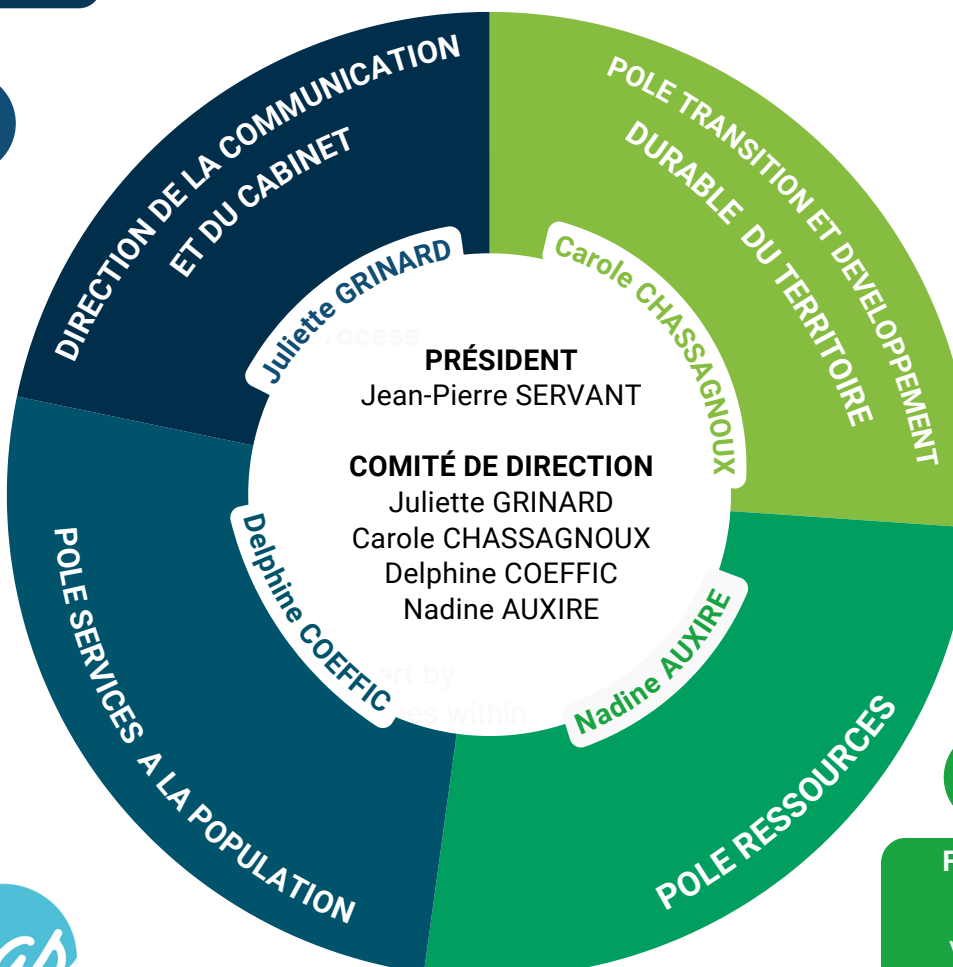 DIRECTION DE LA COMMUNICATION
ET DU CABINET
Juliette GRINARD
POLE TRANSITION ET DEVELOPPEMENT
DURABLE DU TERRITOIRE
Carole CHASSAGNOUX
PRÉSIDENT
Jean-Pierre SERVANT
COMITÉ DE DIRECTION
Juliette GRINARD
Carole CHASSAGNOUX
Delphine COEFFIC
Nadine AUXIRE
Delphine COEFFIC
POLE SERVICES A LA POPULATION
Nadine AUXIRE
POLE RESSOURCES